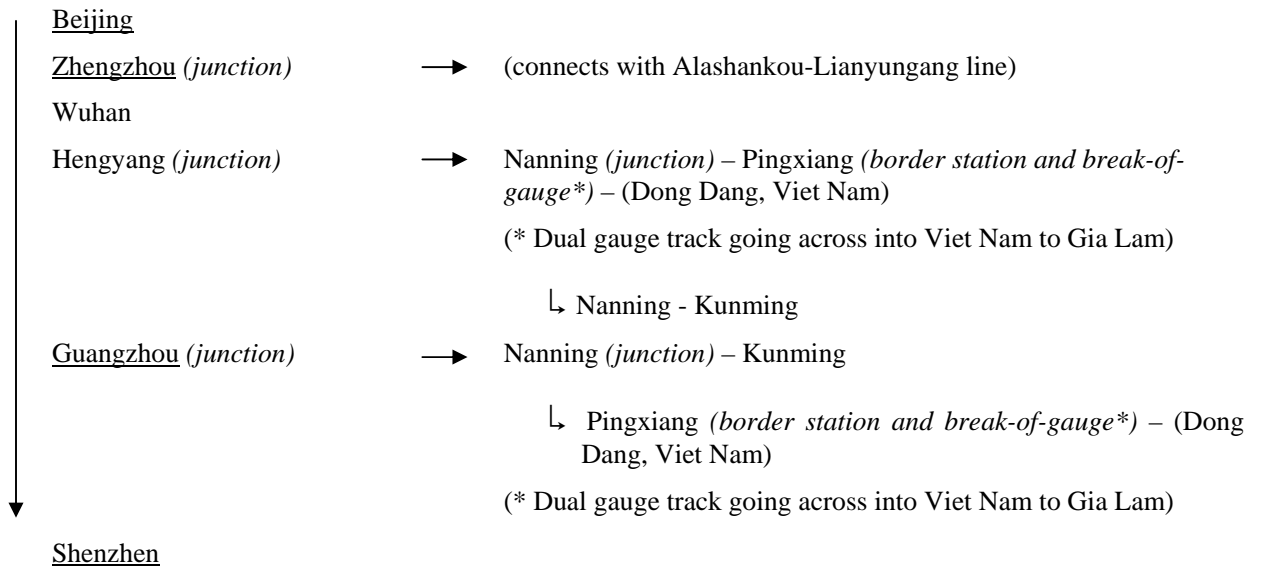 Beijing
Zhengzhou (junction) → (connects with Alashankou-Lianyungang line)
Wuhan
Hengyang (junction) → Nanning (junction) – Pingxiang (border station and break-of-
gauge*) – (Dong Dang, Viet Nam)
(* Dual gauge track going across into Viet Nam to Gia Lam)
↳ Nanning - Kunming
Guangzhou (junction) → Nanning (junction) – Kunming
↳ Pingxiang (border station and break-of-gauge*) – (Dong
Dang, Viet Nam)
(* Dual gauge track going across into Viet Nam to Gia Lam)
Shenzhen